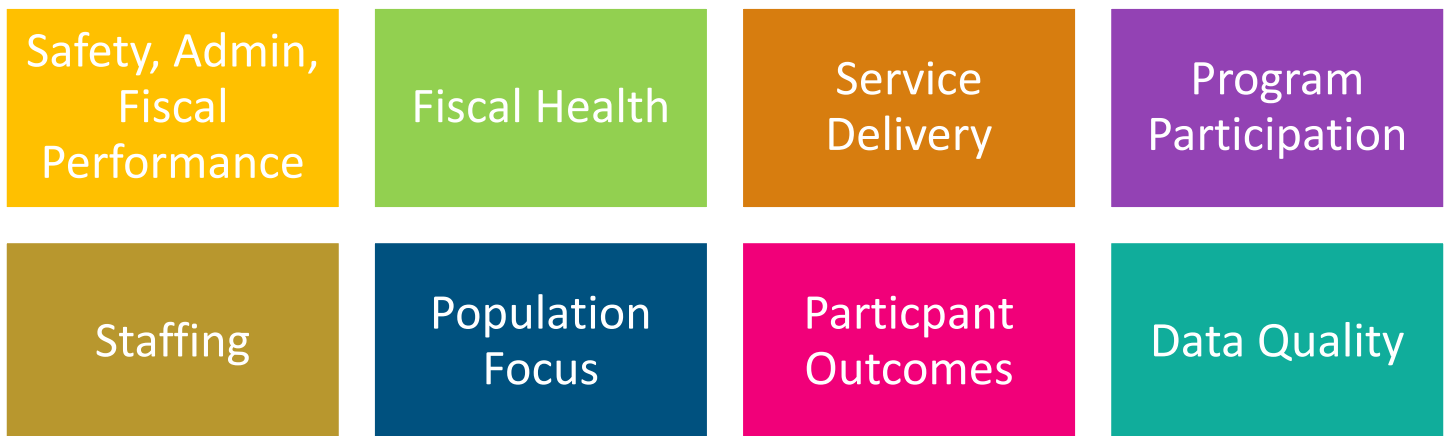 Safety, Admin,
Fiscal
Performance
Fiscal Health
Service
Delivery
Program
Participation
Staffing
Population
Focus
Particpant
Outcomes
Data Quality